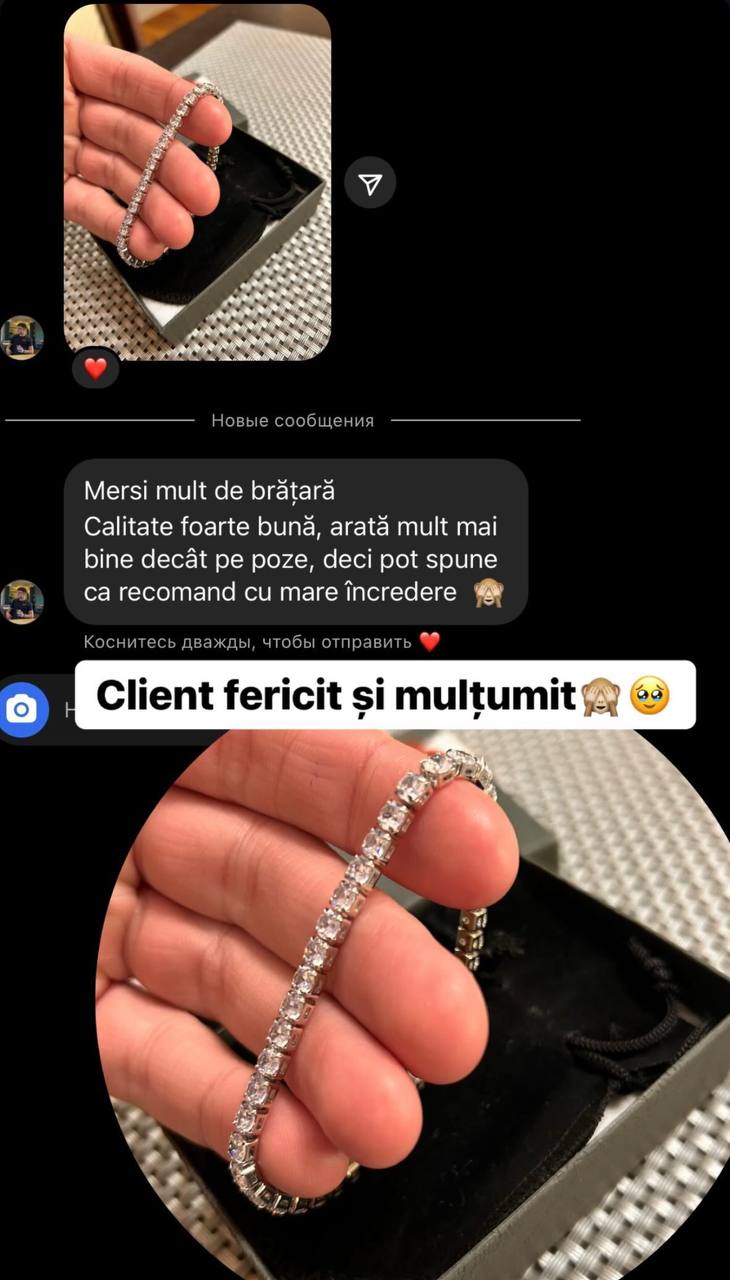 Новые сообщения
Mersi mult de brățară
Calitate foarte bună, arată mult mai
bine decât pe poze, deci pot spune
ca recomand cu mare încredere 🙈
Коснитесь дважды, чтобы отправить ❤️
Client fericit și mulțumit🙈🥹